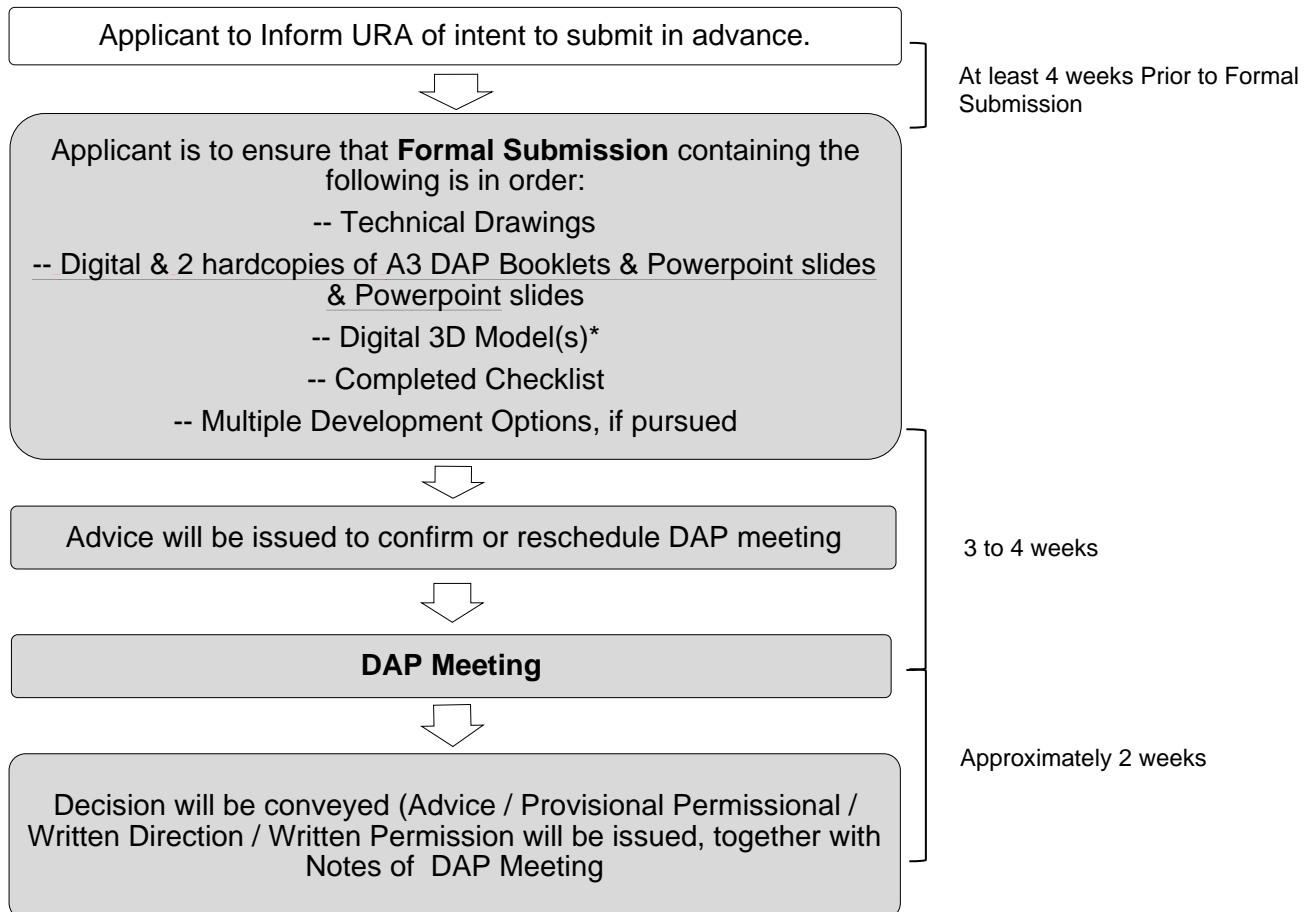 Applicant to Inform URA of intent to submit in advance.
At least 4 weeks Prior to Formal
Submission
Applicant is to ensure that Formal Submission containing the
following is in order:
-- Technical Drawings
-- Digital & 2 hardcopies of A3 DAP Booklets & Powerpoint slides
& Powerpoint slides
-- Digital 3D Model(s)*
-- Completed Checklist
-- Multiple Development Options, if pursued
Advice will be issued to confirm or reschedule DAP meeting
3 to 4 weeks
DAP Meeting
Approximately 2 weeks
Decision will be conveyed (Advice / Provisional Permissional /
Written Direction / Written Permission will be issued, together with
Notes of DAP Meeting